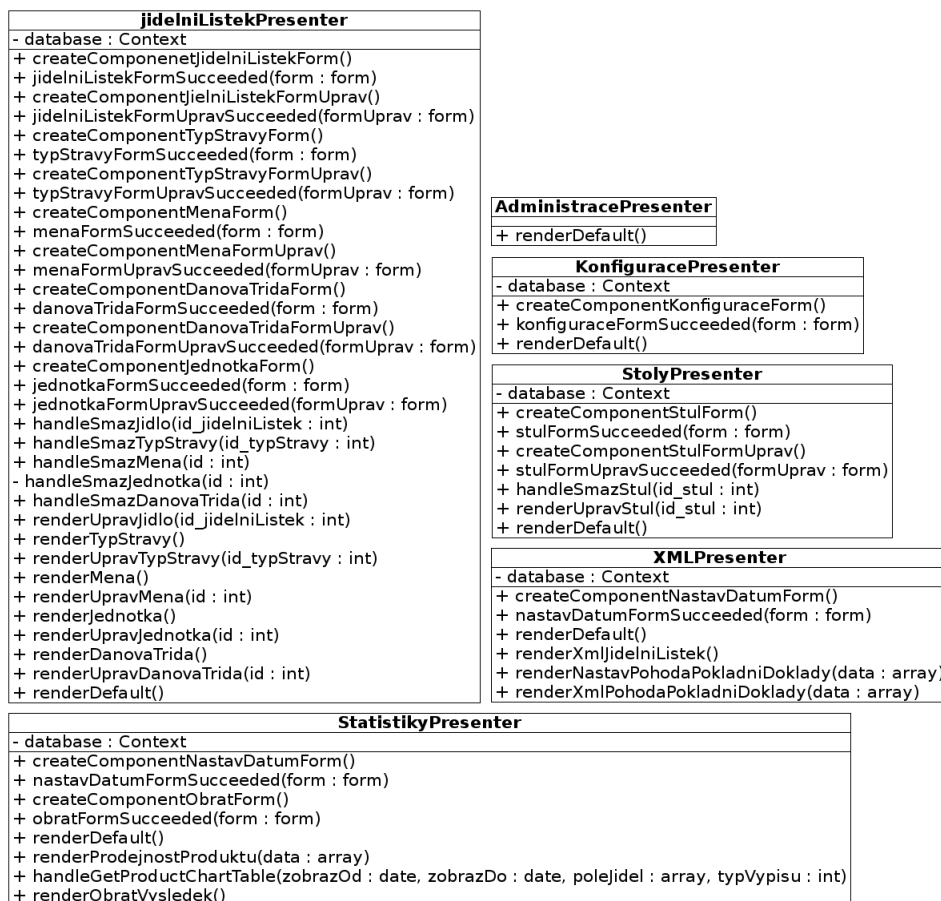 jidelniListekPresenter
- database : Context
+ createComponenetJidelniListekForm()
+ jidelniListekFormSucceeded(form : form)
+ createComponentJielniListekFormUprav()
+ jidelniListekFormUpravSucceeded(formUprav : form)
+ createComponentTypStravyForm()
+ typStravyFormSucceeded(form : form)
+ createComponentTypStravyFormUprav()
+ typStravyFormUpravSucceeded(formUprav : form)
+ createComponentMenaForm()
+ menaFormSucceeded(form : form)
+ createComponentMenaFormUprav()
+ menaFormUpravSucceeded(formUprav : form)
+ createComponentDanovaTridaForm()
+ danovaTridaFormSucceeded(form : form)
+ createComponentDanovaTridaFormUprav()
+ danovaTridaFormUpravSucceeded(formUprav : form)
+ createComponentJednotkaForm()
+ jednotkaFormSucceeded(form : form)
+ jednotkaFormUpravSucceeded(formUprav : form)
+ handleSmazJidlo(id_jidelniListek : int)
+ handleSmazTypStravy(id_typStravy : int)
+ handleSmazMena(id : int)
- handleSmazJednotka(id : int)
+ handleSmazDanovaTrida(id : int)
+ renderUpravJidlo(id_jidelniListek : int)
+ renderTypStravy()
+ renderUpravTypStravy(id_typStravy : int)
+ renderMena()
+ renderUpravMena(id : int)
+ renderJednotka()
+ renderUpravJednotka(id : int)
+ renderDanovaTrida()
+ renderUpravDanovaTrida(id : int)
+ renderDefault()
AdministracePresenter
+ renderDefault()
KonfiguracePresenter
- database : Context
+ createComponentKonfiguraceForm()
+ konfiguraceFormSucceeded(form : form)
+ renderDefault()
StolyPresenter
- database : Context
+ createComponentStulForm()
+ stulFormSucceeded(form : form)
+ createComponentStulFormUprav()
+ stulFormUpravSucceeded(formUprav : form)
+ handleSmazStul(id_stul : int)
+ renderUpravStul(id_stul : int)
+ renderDefault()
XMLPresenter
- database : Context
+ createComponentNastavDatumForm()
+ nastavDatumFormSucceeded(form : form)
+ renderDefault()
+ renderXmlJidelniListek()
+ renderNastavPohodaPokladniDoklady(data : array)
+ renderXmlPohodaPokladniDoklady(data : array)
StatistikyPresenter
- database : Context
+ createComponentNastavDatumForm()
+ nastavDatumFormSucceeded(form : form)
+ createComponentObratForm()
+ obratFormSucceeded(form : form)
+ renderDefault()
+ renderProdejnostProduktu(data : array)
+ handleGetProductChartTable(zobrazOd : date, zobrazDo : date, poleJidel : array, typVypisu : int)
+ renderObratVysledek()